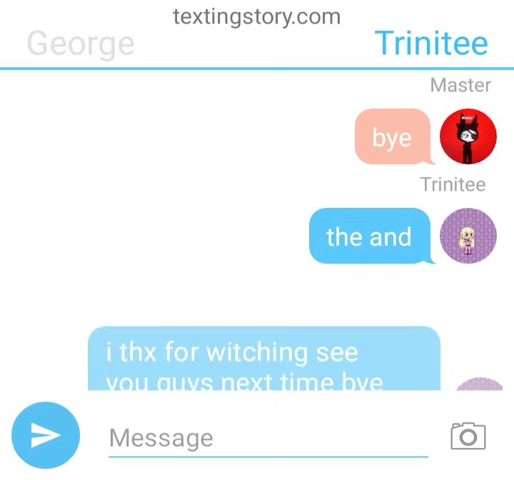 textingstory.com
George
Trinitee
Master
bye
Trinitee
the and
i thx for witching see
you guys next time bye
Message